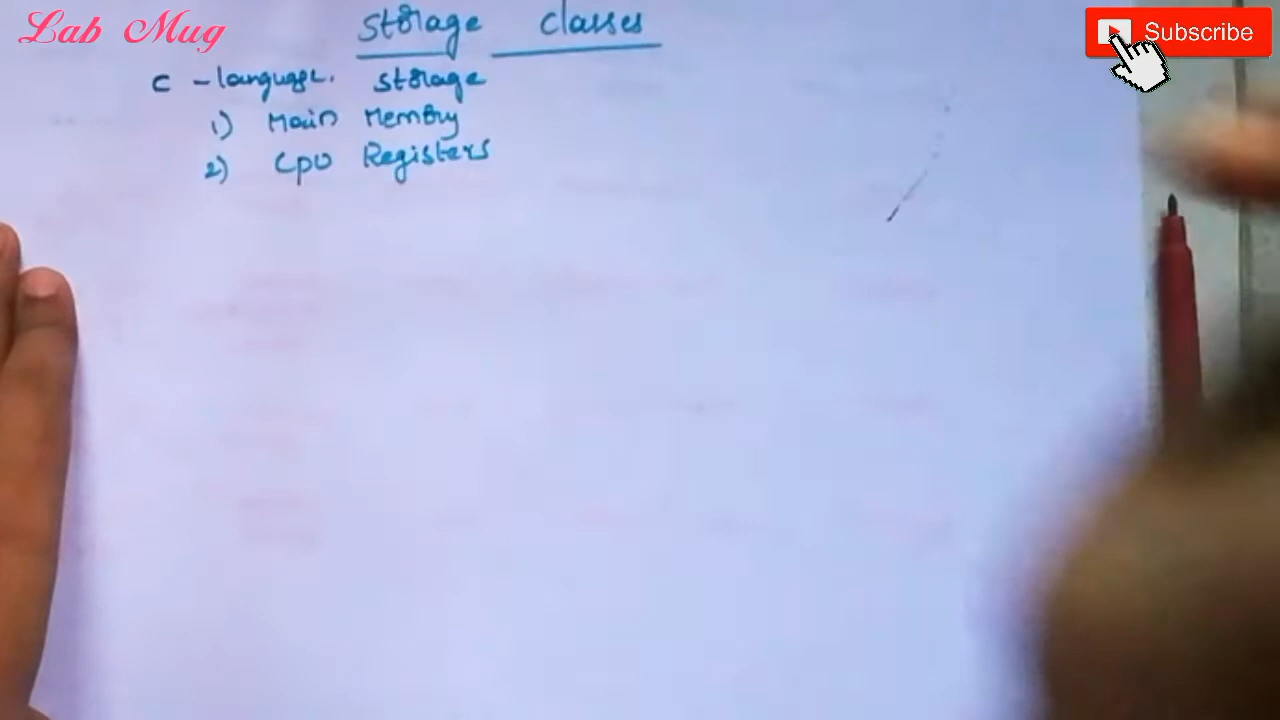 Lab Mug
Subscribe
Storage Classes
C - language. Storage
1) Main Memory
2) CPU Registers